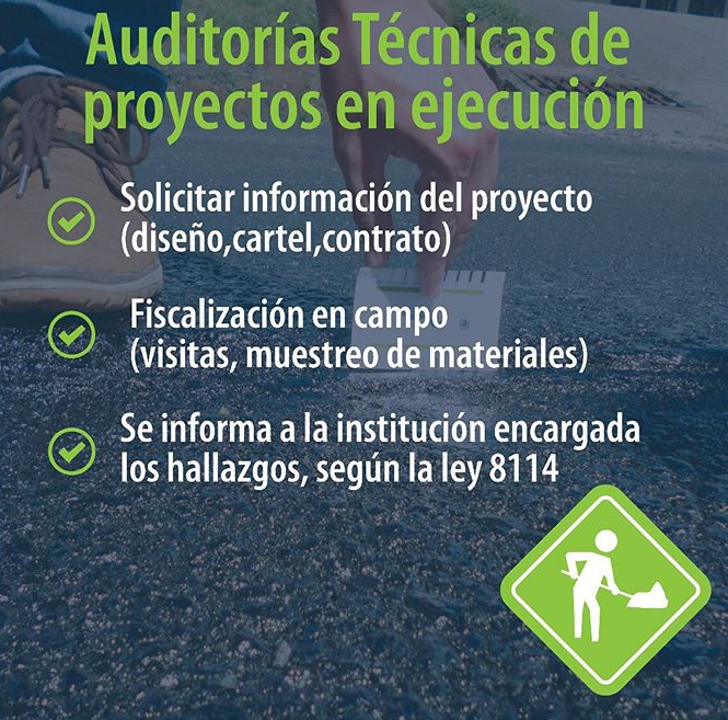 Auditorías Técnicas de
proyectos en ejecución
Solicitar información del proyecto
(diseño,cartel,contrato)
Fiscalización en campo
(visitas, muestreo de materiales)
Se informa a la institución encargada
los hallazgos, según la ley 8114